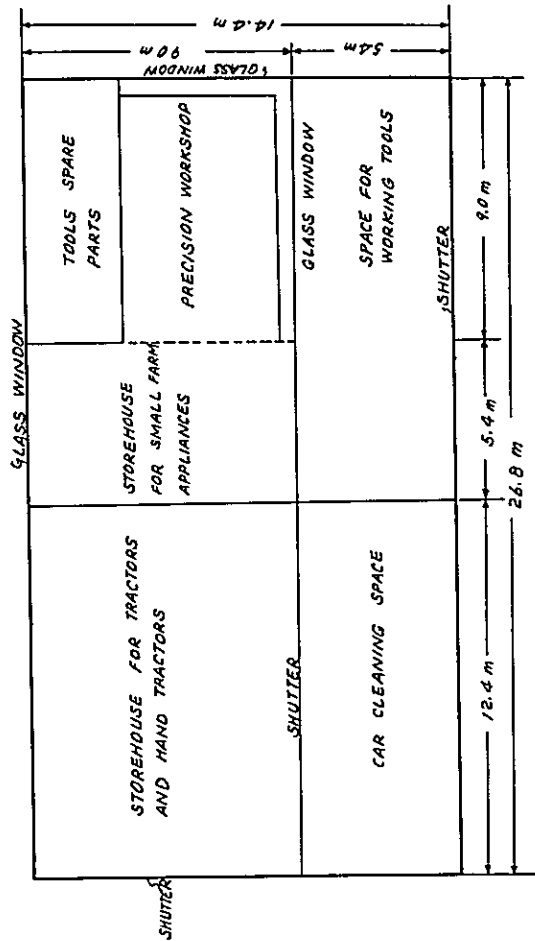 GLASS WINDOW
TOOLS SPARE
PARTS
PRECISION WORKSHOP
GLASS WINDOW
STOREHOUSE
FOR SMALL FARM
APPLIANCES
GLASS WINDOW
SPACE FOR
WORKING TOOLS
SHUTTER
STOREHOUSE FOR TRACTORS
AND HAND TRACTORS
SHUTTER
SHUTTER
CAR CLEANING SPACE
9.0 m
5.4 m
14.4 m
12.4 m
5.4 m
9.0 m
26.8 m